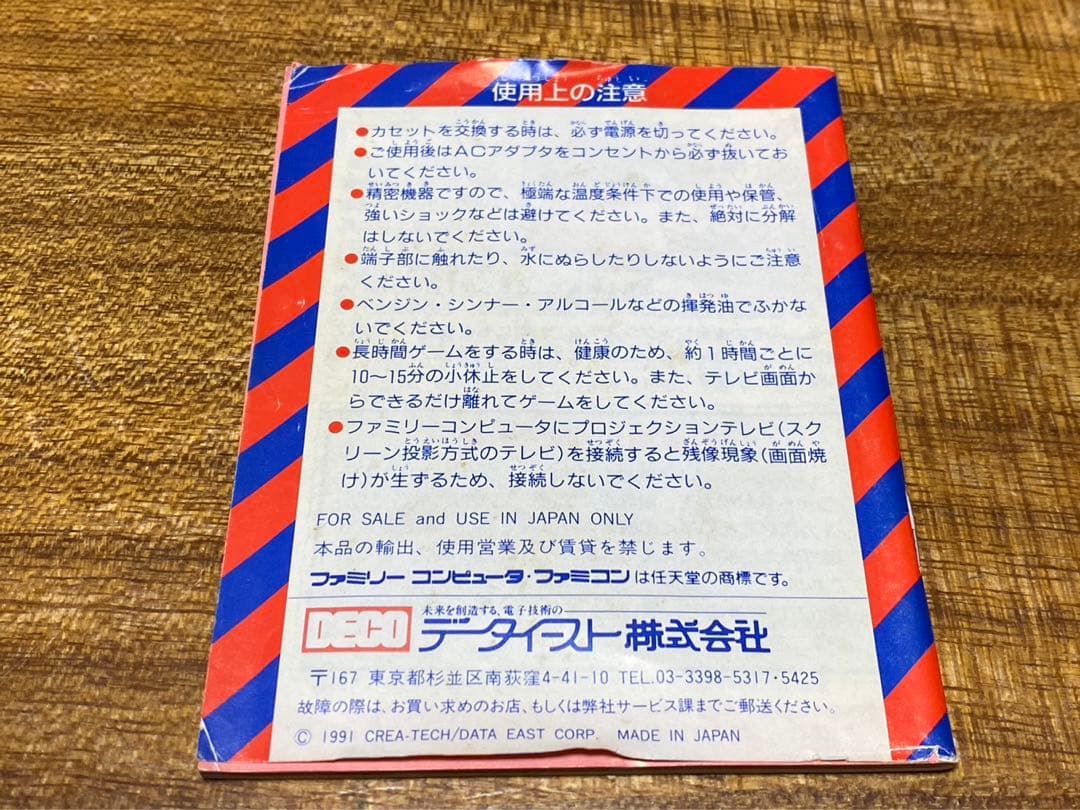 使用上の注意
●カセットを交換する時は、必ず電源を切ってください。
●ご使用後はACアダプタをコンセントから必ず抜いてお
いてください。
●精密機器ですので、極端な温度条件下での使用や保管、
強いショックなどは避けてください。また、絶対に分解
はしないでください。
●端子部に触れたり、水にぬらしたりしないようにご注意
ください。
●ベンジン・シンナー・アルコールなどの揮発油でふかな
いでください。
●長時間ゲームをする時は、健康のため、約1時間ごとに
10〜15分の小休止をしてください。また、テレビ画面か
らできるだけ離れてゲームをしてください。
●ファミリーコンピュータにプロジェクションテレビ(スク
リーン投影方式のテレビ)を接続すると残像現象(画面焼
け)が生ずるため、接続しないでください。
FOR SALE and USE IN JAPAN ONLY
本品の輸出、使用営業及び賃貸を禁じます。
ファミリーコンピュータ・ファミコンは任天堂の商標です。
未来を創造する、電子技術の
DECO データイースト株式会社
〒167 東京都杉並区南荻窪4-41-10 TEL.03-3398-5317・5425
故障の際は、お買い求めのお店、もしくは弊社サービス課までご郵送ください。
© 1991 CREA-TECH/DATA EAST CORP. MADE IN JAPAN